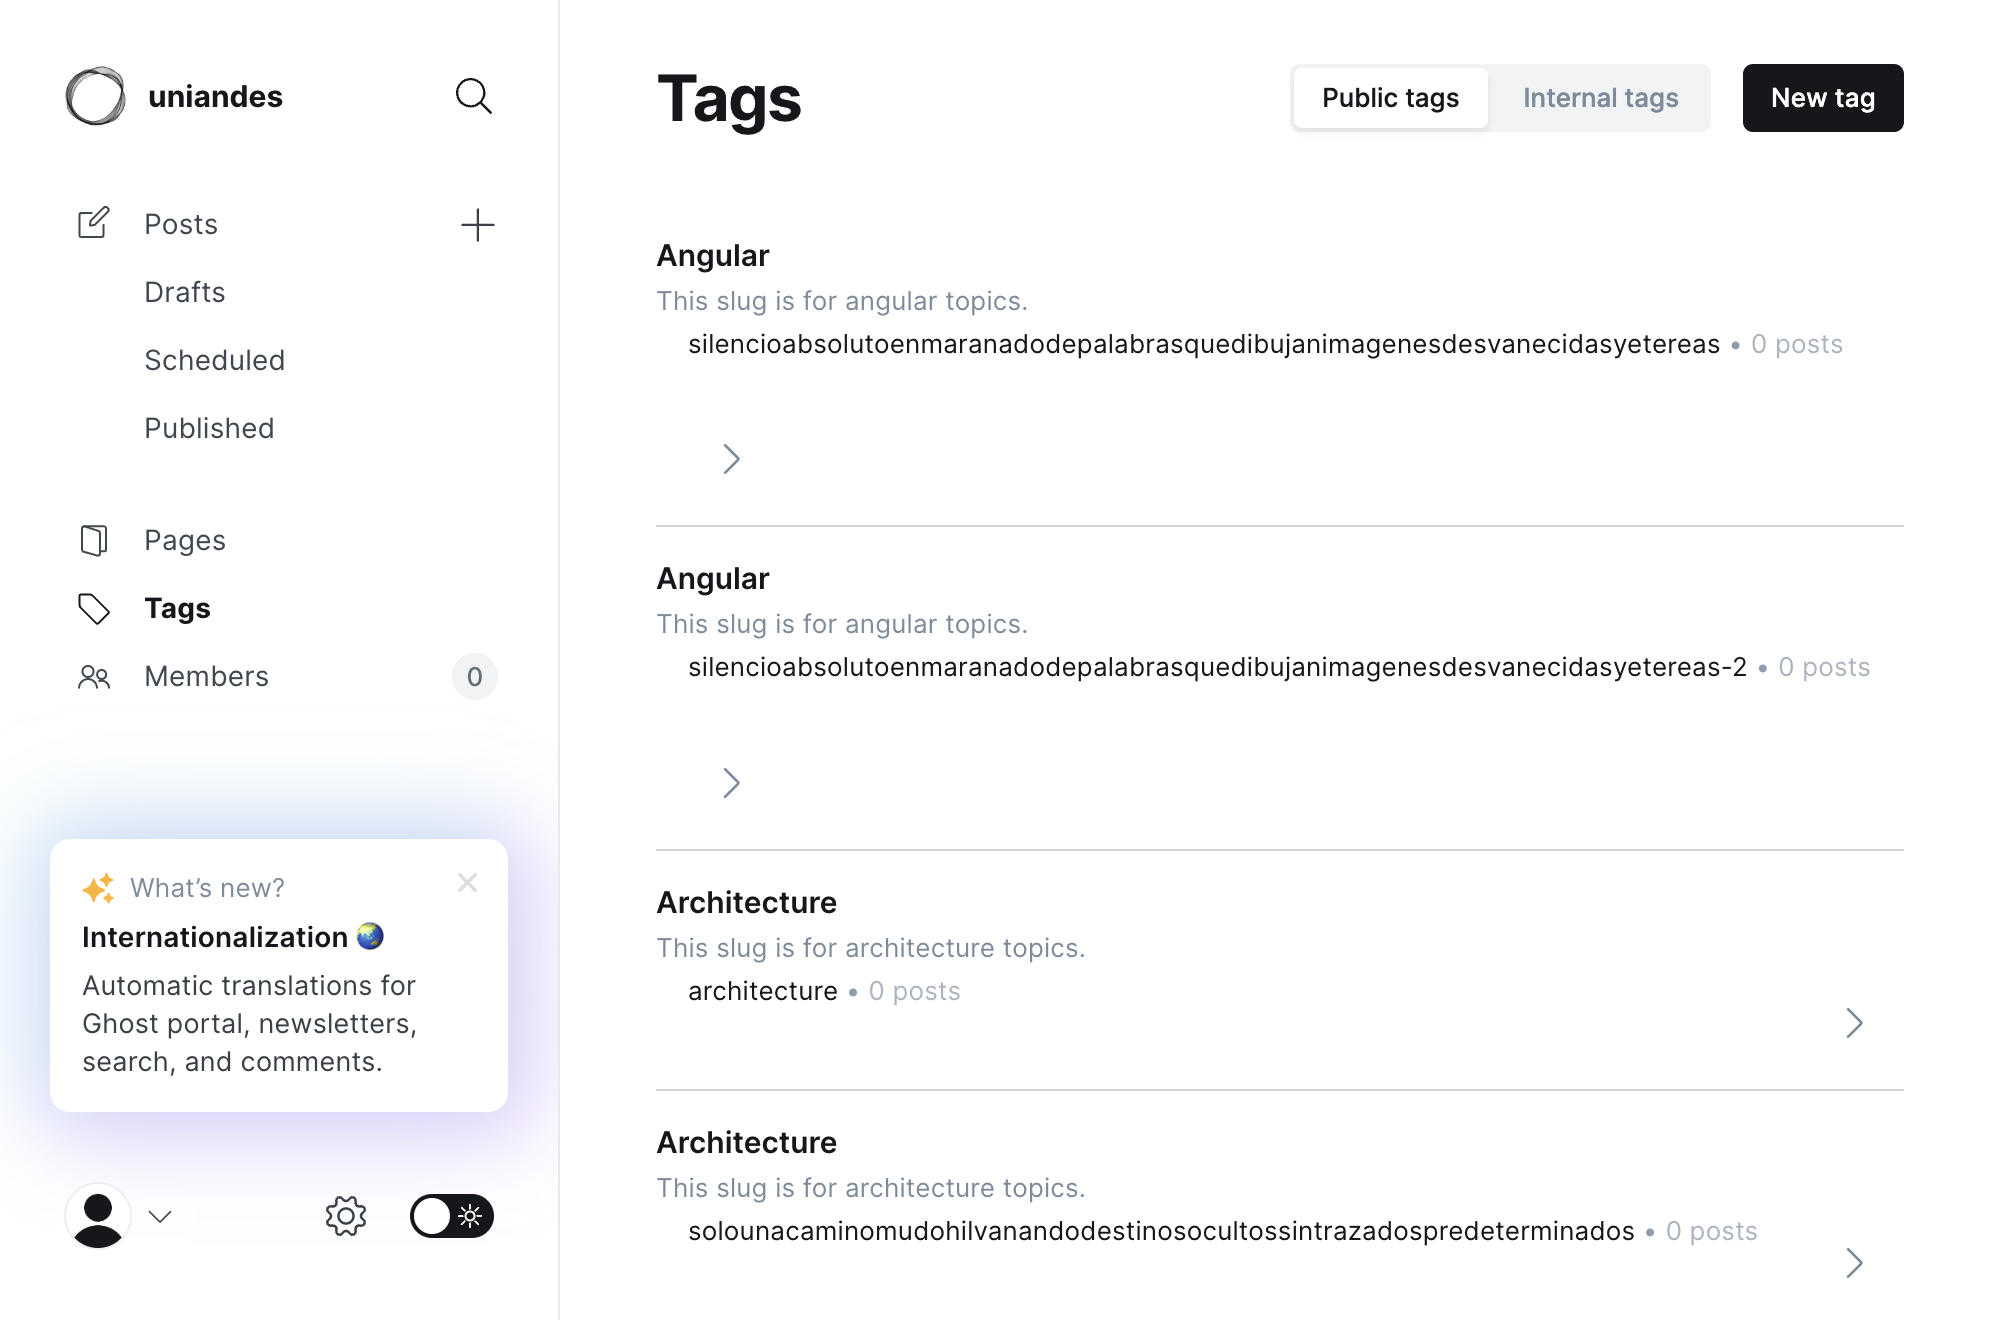 uniandes
Posts
Drafts
Scheduled
Published
Pages
Tags
Members
0
What’s new?
Internationalization 🌏
Automatic translations for
Ghost portal, newsletters,
search, and comments.
Tags
Public tags
Internal tags
New tag
Angular
This slug is for angular topics.
silencioabsolutoenmaranadodepalabrasquedibujanimagenesdesvanecidasyetereas • 0 posts
Angular
This slug is for angular topics.
silencioabsolutoenmaranadodepalabrasquedibujanimagenesdesvanecidasyetereas-2 • 0 posts
Architecture
This slug is for architecture topics.
architecture • 0 posts
Architecture
This slug is for architecture topics.
solounacaminomudohilvanandodestinosocultossintrazadospredeterminados • 0 posts